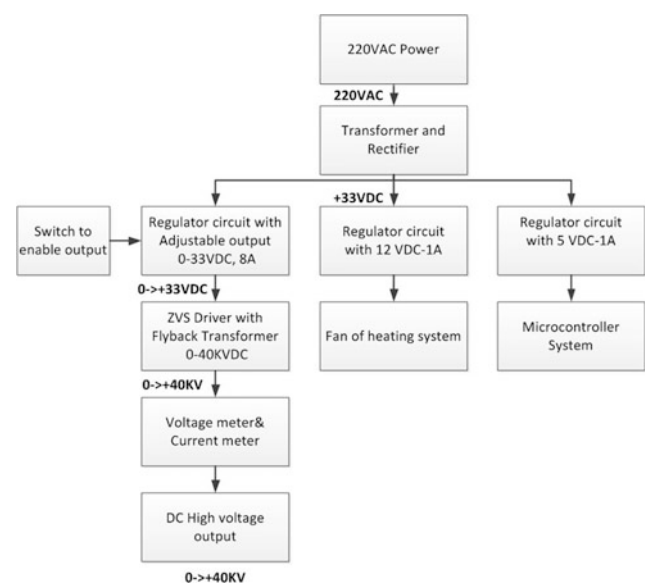 220VAC Power
220VAC
Transformer and
Rectifier
+33VDC
Switch to
enable output
Regulator circuit with
Adjustable output
0-33VDC, 8A
Regulator circuit
with 12 VDC-1A
Regulator circuit
with 5 VDC-1A
0->+33VDC
ZVS Driver with
Flyback Transformer
0-40KVDC
Fan of heating system
Microcontroller
System
0->+40KV
Voltage meter&
Current meter
DC High voltage
output
0->+40KV